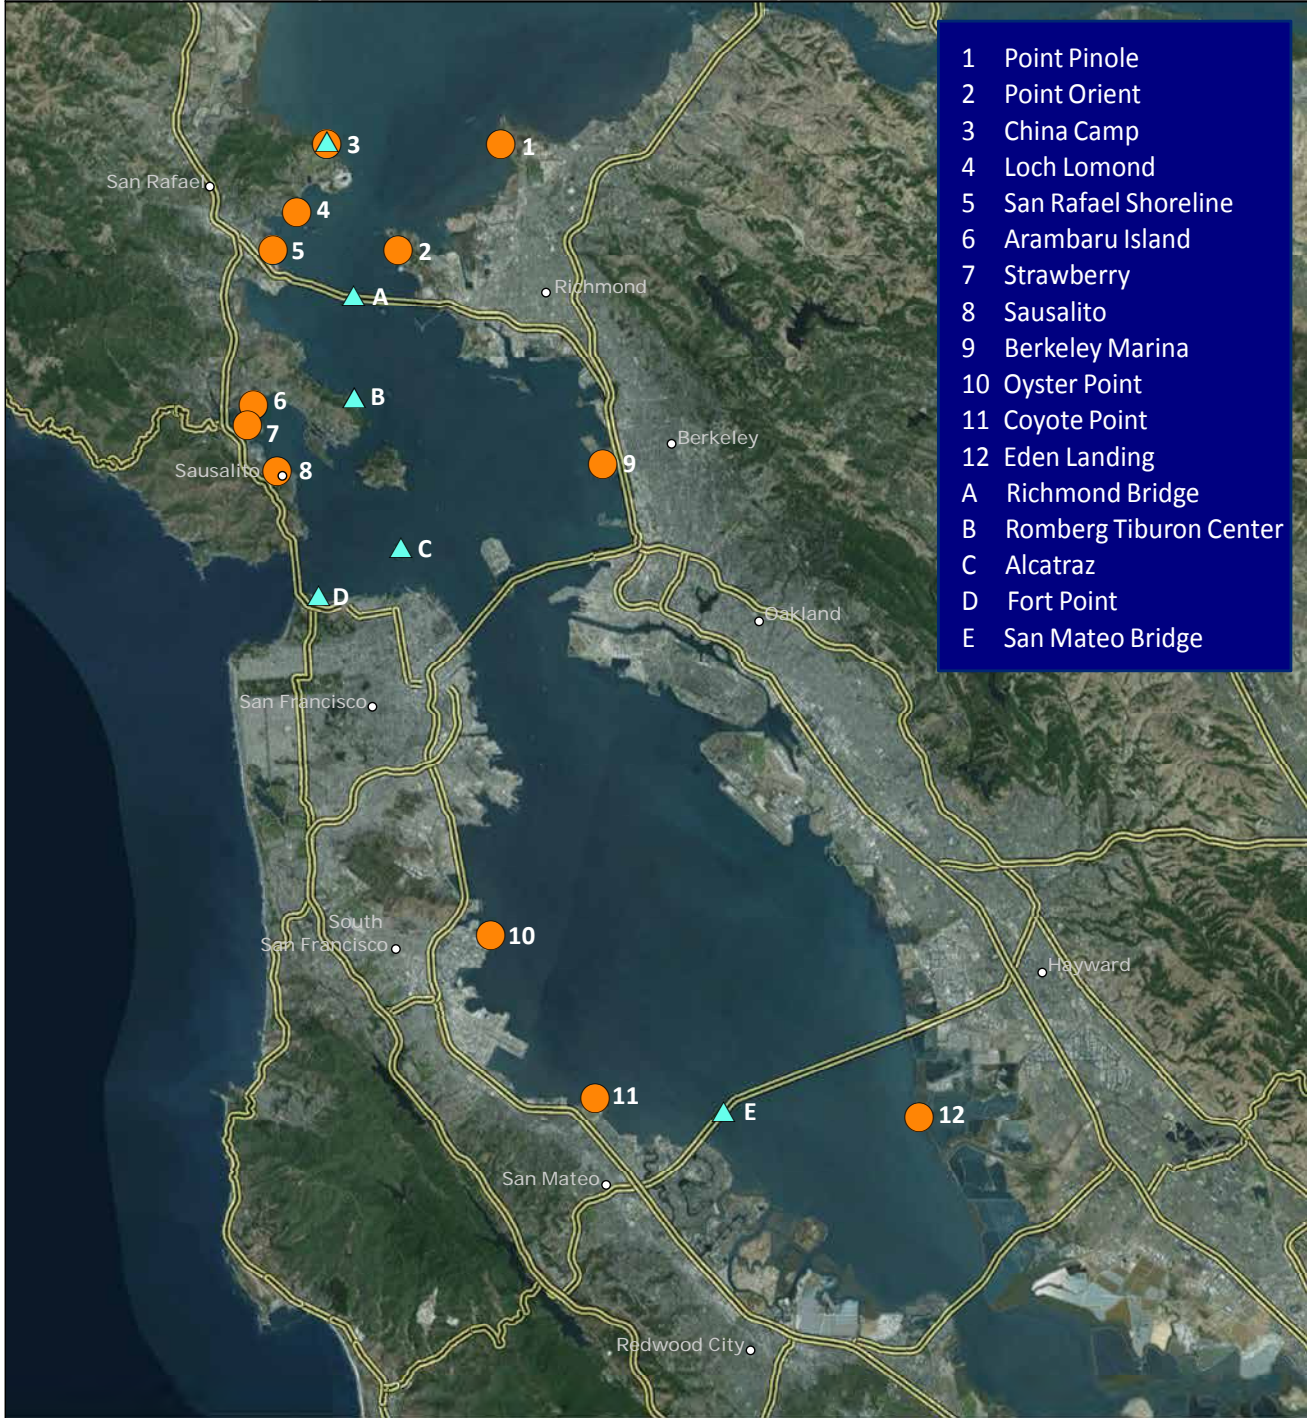 1 Point Pinole
2 Point Orient
3 China Camp
4 Loch Lomond
5 San Rafael Shoreline
6 Arambaru Island
7 Strawberry
8 Sausalito
9 Berkeley Marina
10 Oyster Point
11 Coyote Point
12 Eden Landing
A Richmond Bridge
B Romberg Tiburon Center
C Alcatraz
D Fort Point
E San Mateo Bridge
3
1
San Rafael
4
5
2
Richmond
A
B
6
7
Berkeley
Sausalito
8
9
C
D
Oakland
San Francisco
South
San Francisco
10
Hayward
11
E
12
San Mateo
Redwood City